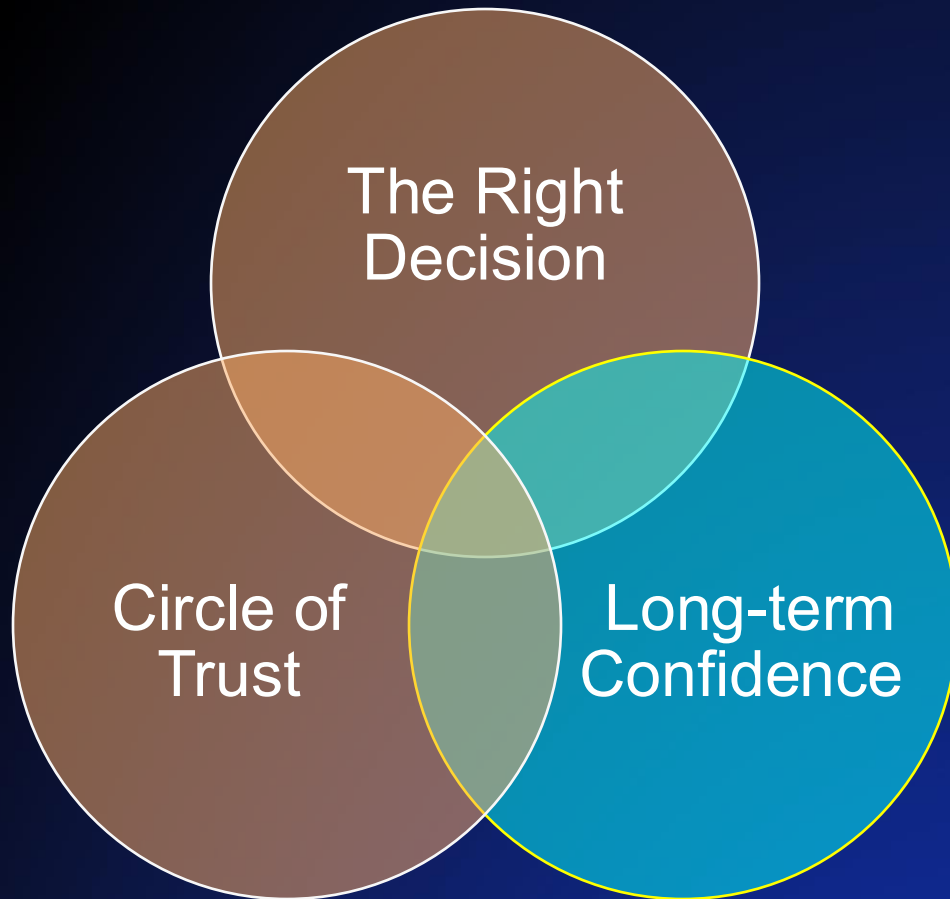 The Right
Decision
Circle of
Trust
Long-term
Confidence